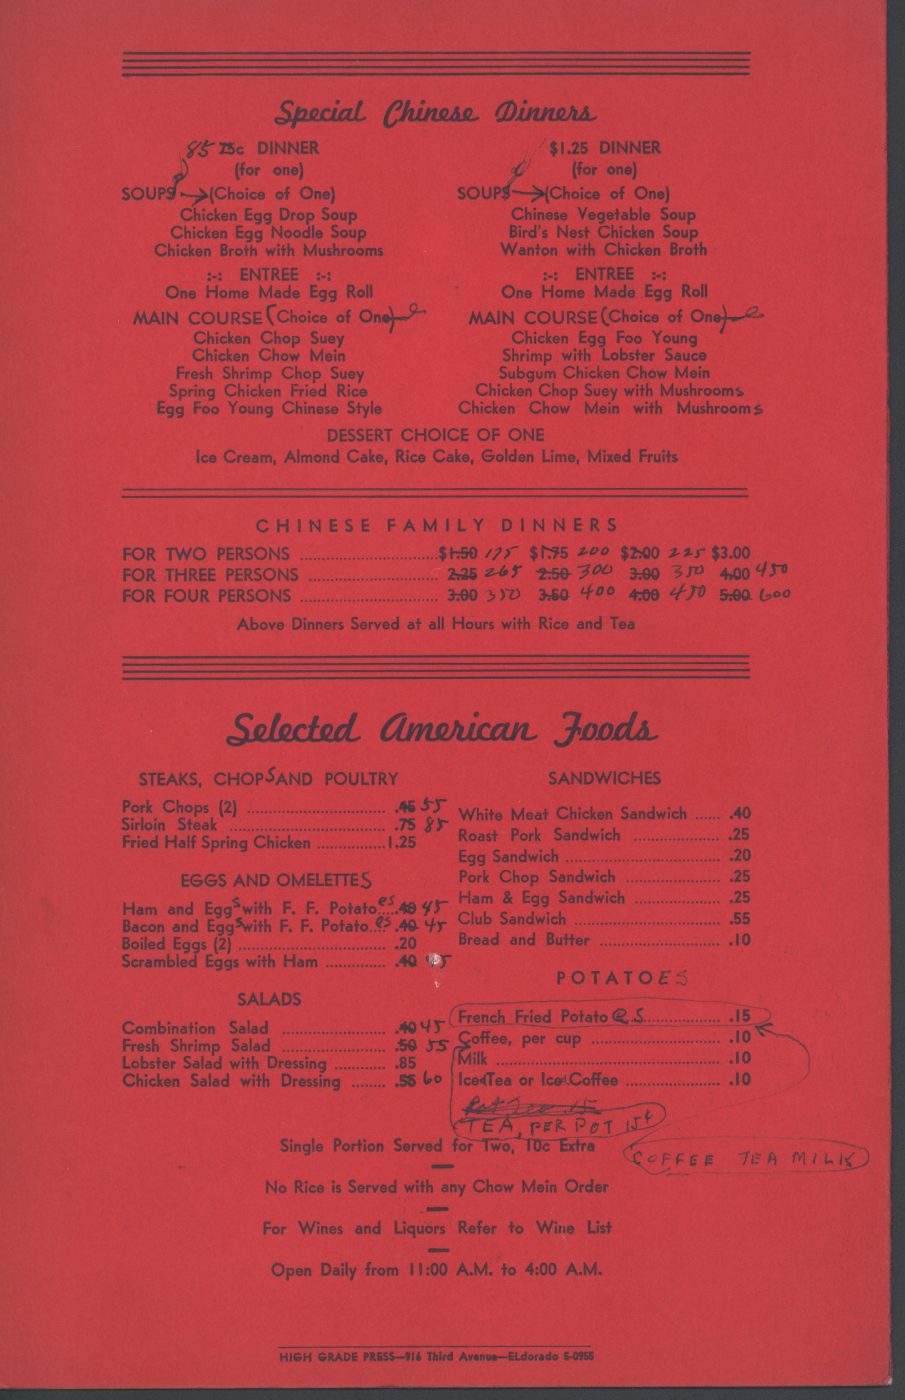 Special Chinese Dinners
85 75c DINNER
(for one)
SOUPS (Choice of One)
Chicken Egg Drop Soup
Chicken Egg Noodle Soup
Chicken Broth with Mushrooms
:-: ENTREE :-:
One Home Made Egg Roll
MAIN COURSE (Choice of One)
Chicken Chop Suey
Chicken Chow Mein
Fresh Shrimp Chop Suey
Spring Chicken Fried Rice
Egg Foo Young Chinese Style
$1.25 DINNER
(for one)
SOUPS (Choice of One)
Chinese Vegetable Soup
Bird's Nest Chicken Soup
Wanton with Chicken Broth
:-: ENTREE :-:
One Home Made Egg Roll
MAIN COURSE (Choice of One)
Chicken Egg Foo Young
Shrimp with Lobster Sauce
Subgum Chicken Chow Mein
Chicken Chop Suey with Mushrooms
Chicken Chow Mein with Mushrooms
DESSERT CHOICE OF ONE
Ice Cream, Almond Cake, Rice Cake, Golden Lime, Mixed Fruits
CHINESE FAMILY DINNERS
FOR TWO PERSONS $1.50 175 $1.75 200 $2.00 225 $3.00
FOR THREE PERSONS 2.25 265 2.50 300 3.00 350 4.00 450
FOR FOUR PERSONS 3.00 350 3.50 400 4.00 450 5.00 600
Above Dinners Served at all Hours with Rice and Tea
Selected American Foods
STEAKS, CHOPS AND POULTRY
Pork Chops (2) .45 55
Sirloin Steak .75 85
Fried Half Spring Chicken 1.25
EGGS AND OMELETTES
Ham and Eggs with F. F. Potatoes .40 45
Bacon and Eggs with F. F. Potatoes .40 45
Boiled Eggs (2) .20
Scrambled Eggs with Ham .40
SALADS
Combination Salad .40 45
Fresh Shrimp Salad .50 55
Lobster Salad with Dressing .85
Chicken Salad with Dressing .55 60
SANDWICHES
White Meat Chicken Sandwich .40
Roast Pork Sandwich .25
Egg Sandwich .20
Pork Chop Sandwich .25
Ham & Egg Sandwich .25
Club Sandwich .55
Bread and Butter .10
POTATOES
French Fried Potatoes .15
Coffee, per cup .10
Milk .10
Iced Tea or Iced Coffee .10
TEA, PER POT 15¢
COFFEE TEA MILK
Single Portion Served for Two, 10c Extra
No Rice is Served with any Chow Mein Order
For Wines and Liquors Refer to Wine List
Open Daily from 11:00 A.M. to 4:00 A.M.
HIGH GRADE PRESS—916 Third Avenue—ELdorado 5-0955